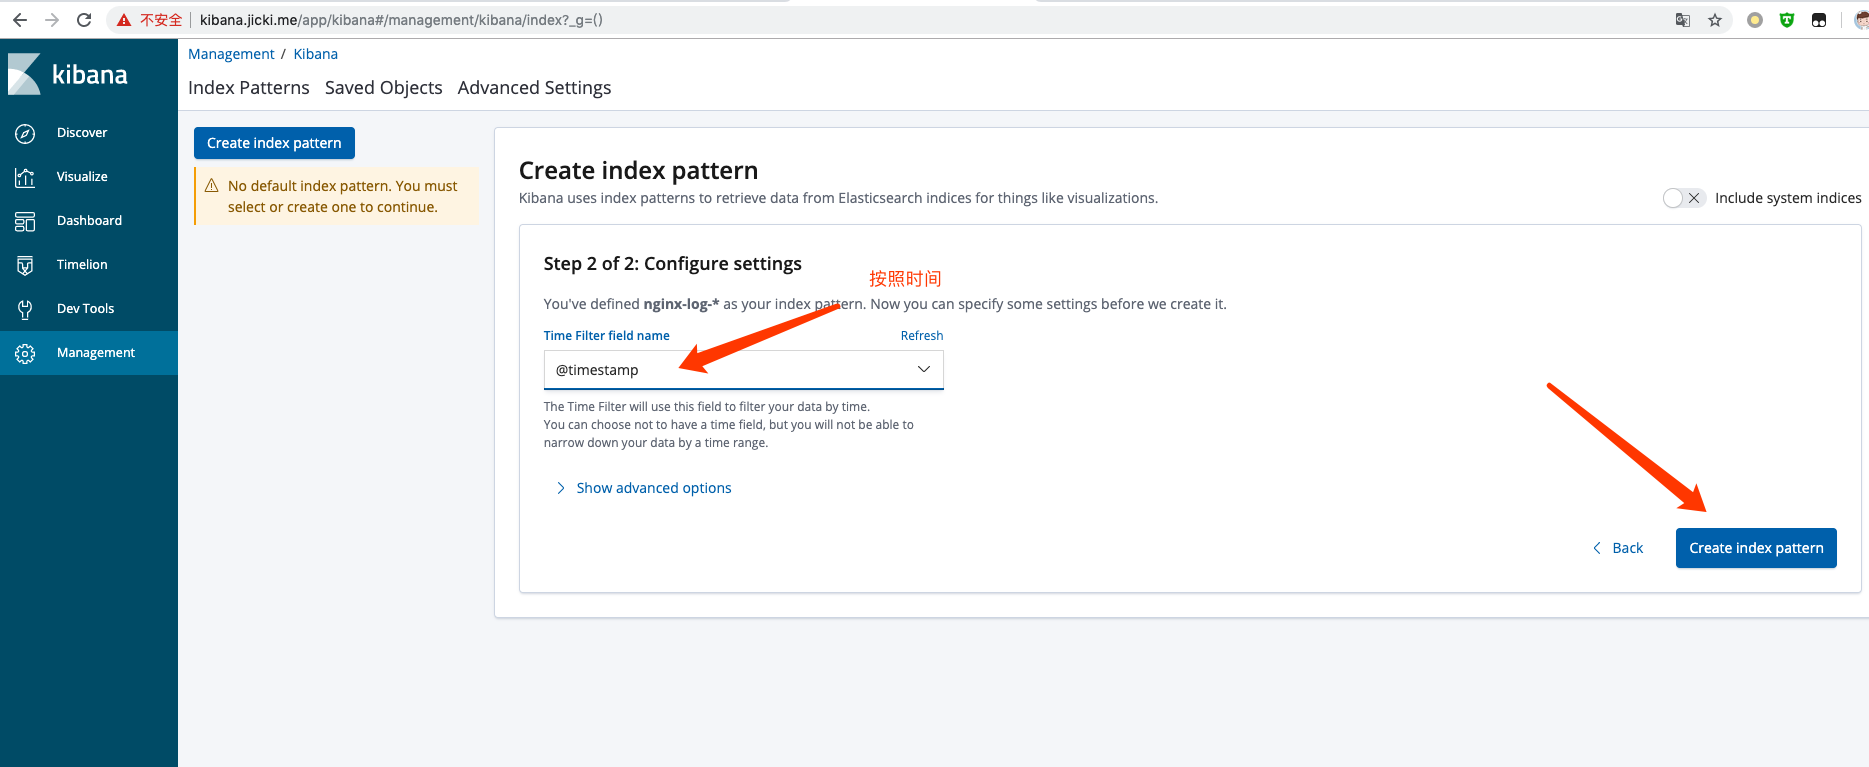 不安全 kibana.jicki.me/app/kibana#/management/kibana/index?_g=()
kibana
Discover
Visualize
Dashboard
Timelion
Dev Tools
Management
Management / Kibana
Index Patterns Saved Objects Advanced Settings
Create index pattern
No default index pattern. You must
select or create one to continue.
Create index pattern
Kibana uses index patterns to retrieve data from Elasticsearch indices for things like visualizations.
Include system indices
Step 2 of 2: Configure settings
按照时间
You've defined nginx-log-* as your index pattern. Now you can specify some settings before we create it.
Time Filter field name Refresh
@timestamp
The Time Filter will use this field to filter your data by time.
You can choose not to have a time field, but you will not be able to
narrow down your data by a time range.
Show advanced options
Back
Create index pattern